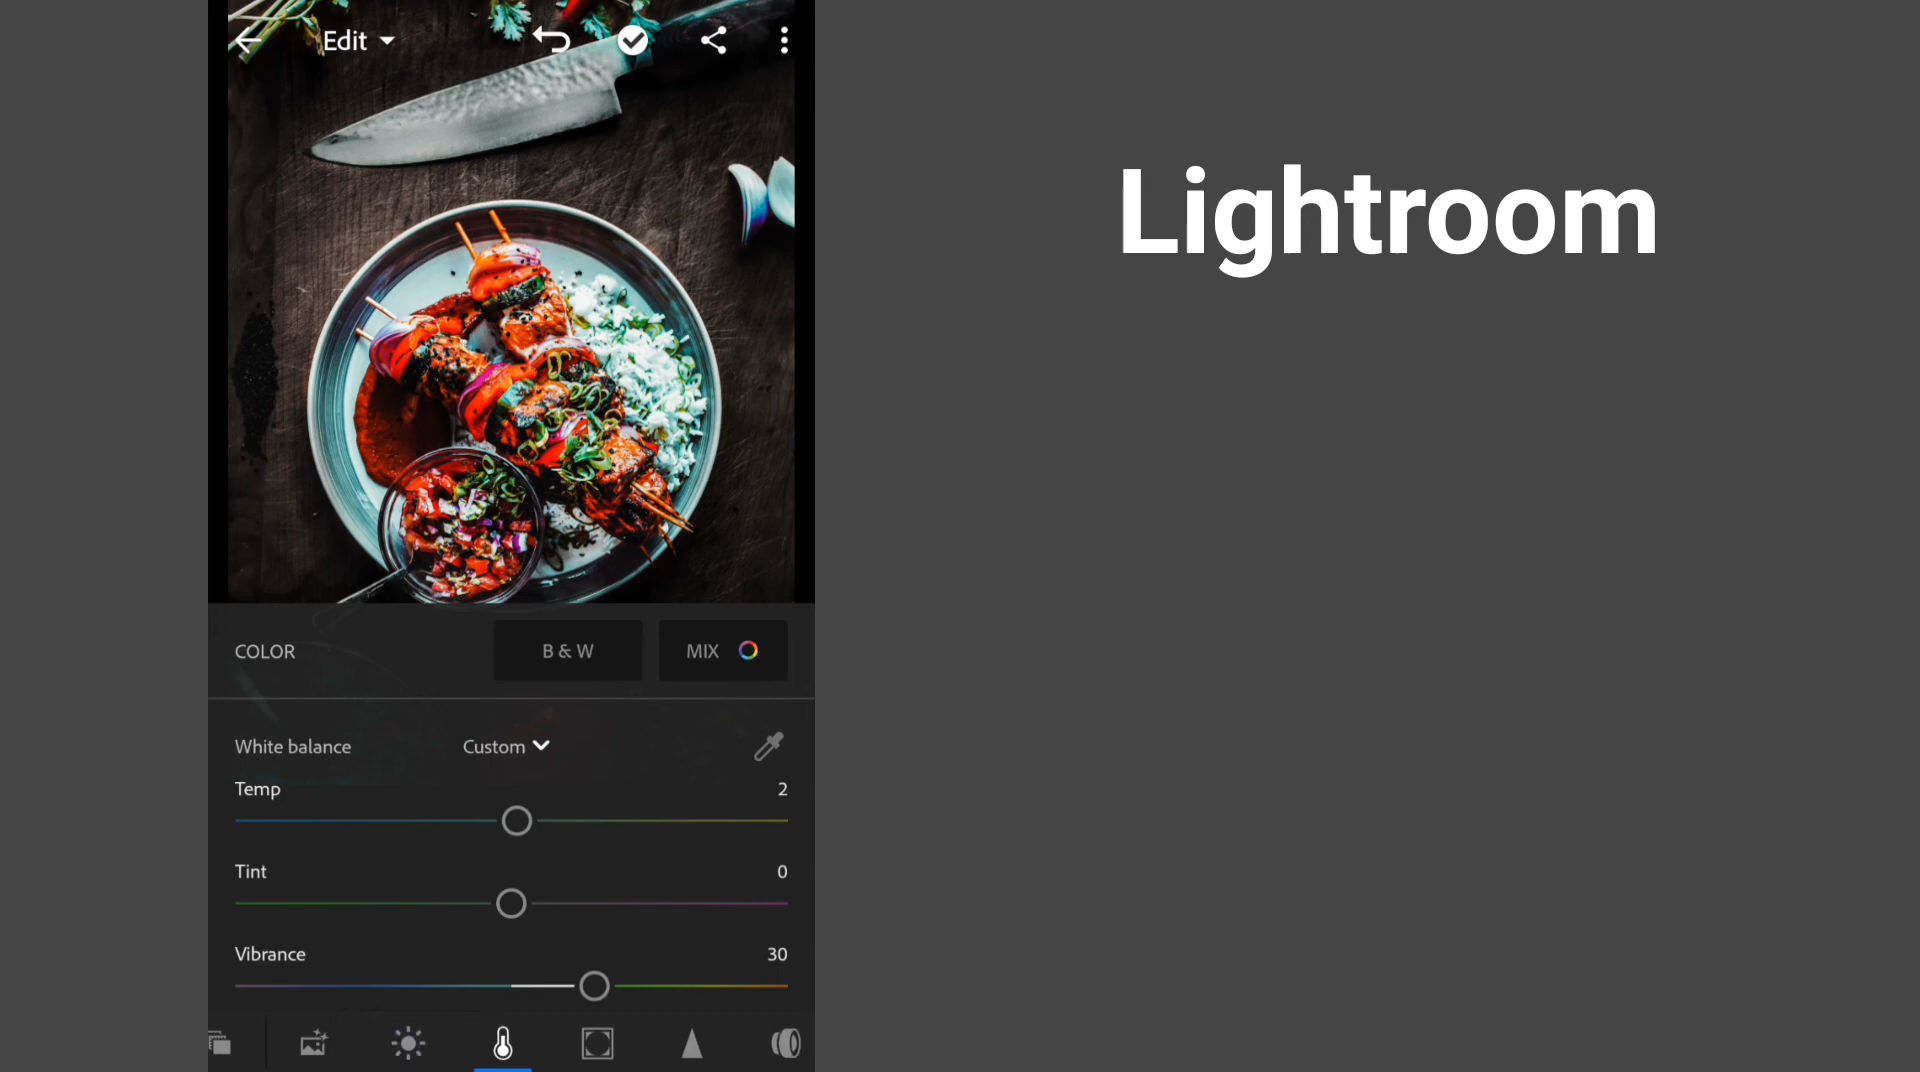 Edit
Lightroom
COLOR
B & W
MIX
White balance
Custom
Temp
2
Tint
0
Vibrance
30